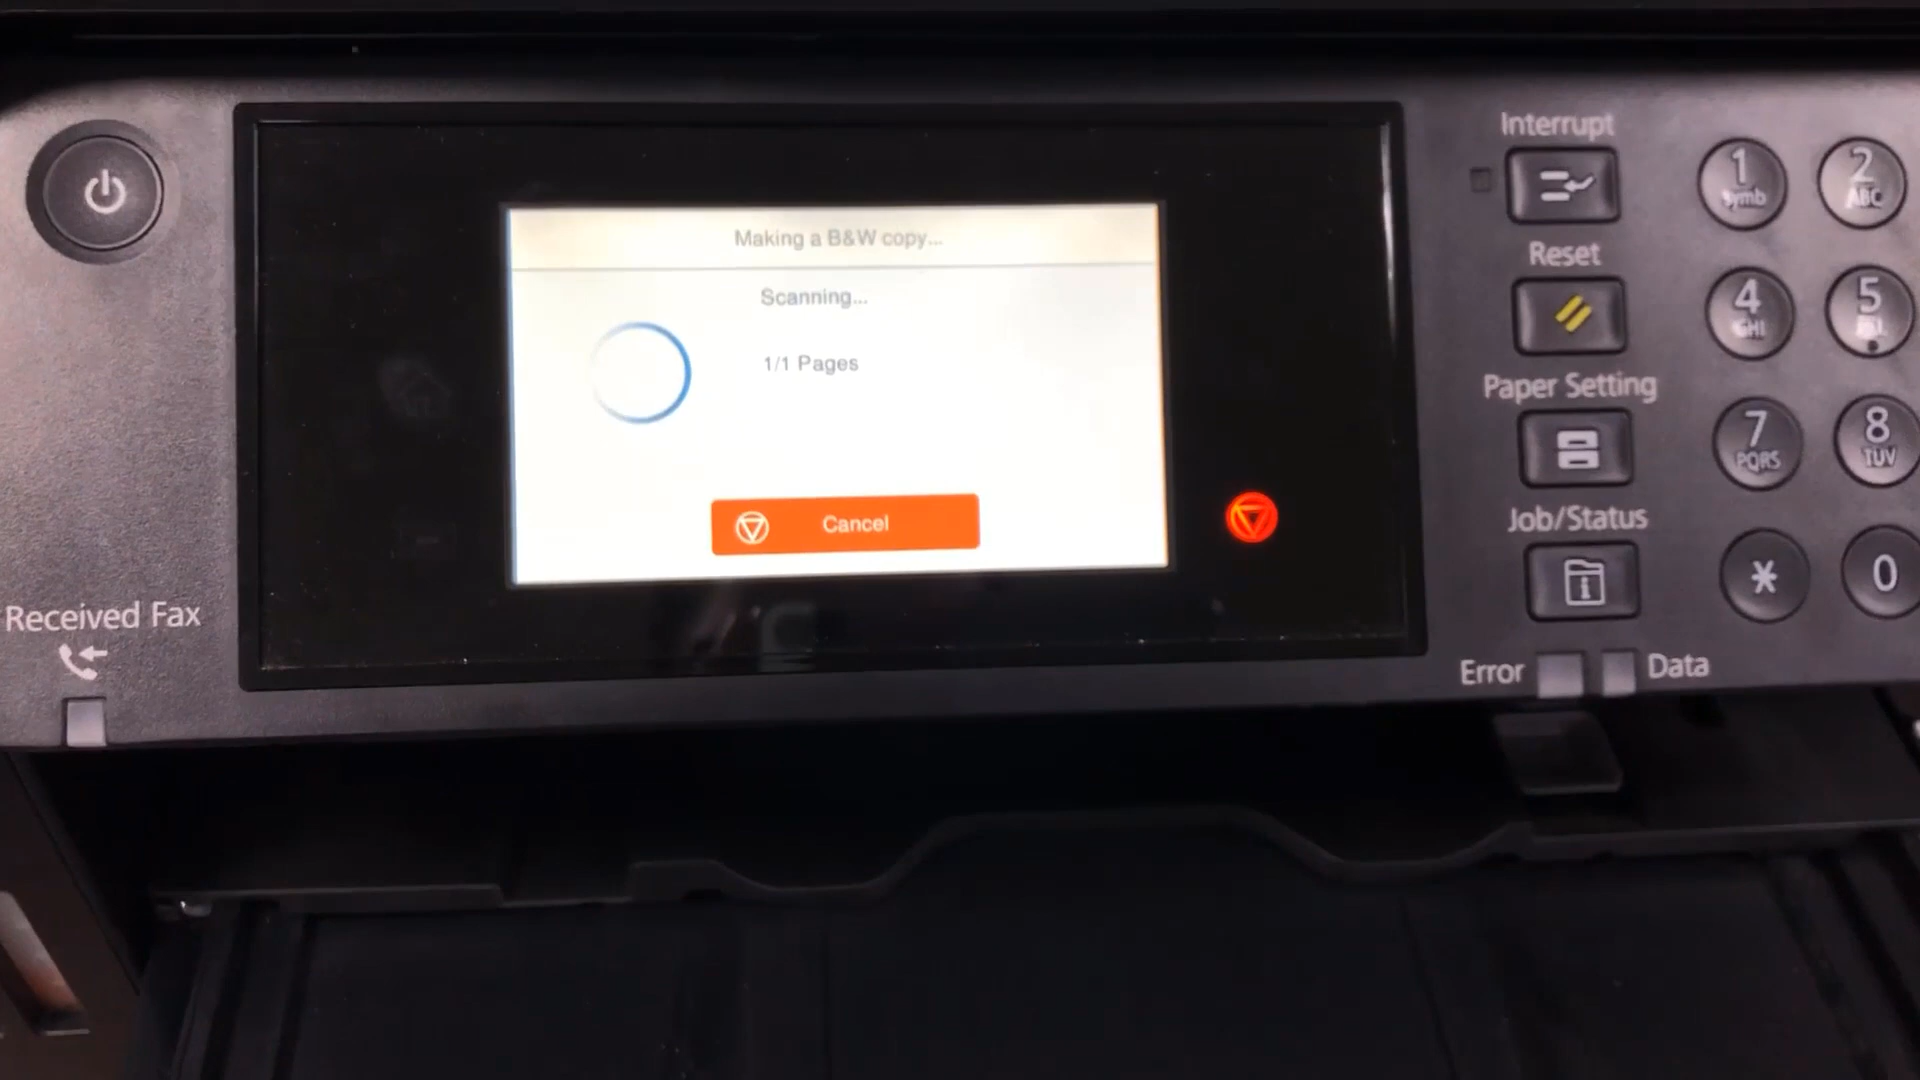 Making a B&W copy...
Scanning...
1/1 Pages
Cancel
Received Fax
Interrupt
Reset
Paper Setting
Job/Status
Error
Data
1
Symb
2
ABC
4
GHI
5
7
PQRS
8
TUV
*
0